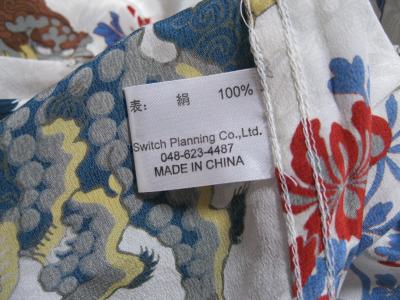 表: 絹 100%
Switch Planning Co.,Ltd.
048-623-4487
MADE IN CHINA